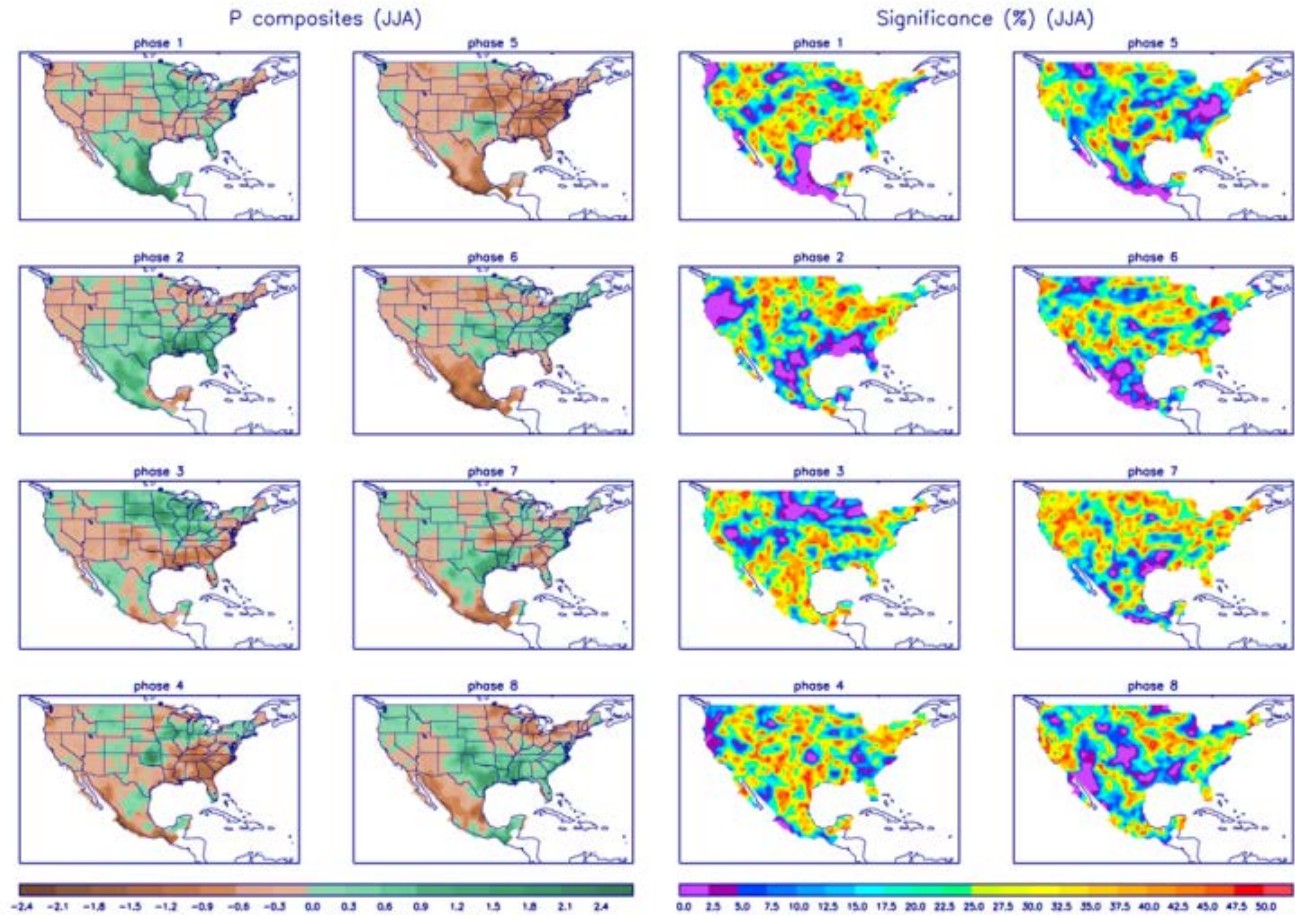 P composites (JJA)
Significance (%) (JJA)
phase 1
phase 5
phase 1
phase 5
phase 2
phase 6
phase 2
phase 6
phase 3
phase 7
phase 3
phase 7
phase 4
phase 8
phase 4
phase 8
−2.4 −2.1 −1.8 −1.5 −1.2 −0.9 −0.6 −0.3 0.0 0.3 0.6 0.9 1.2 1.5 1.8 2.1 2.4
0.0 2.5 5.0 7.5 10.0 12.5 15.0 17.5 20.0 22.5 25.0 27.5 30.0 32.5 35.0 37.5 40.0 42.5 45.0 47.5 50.0